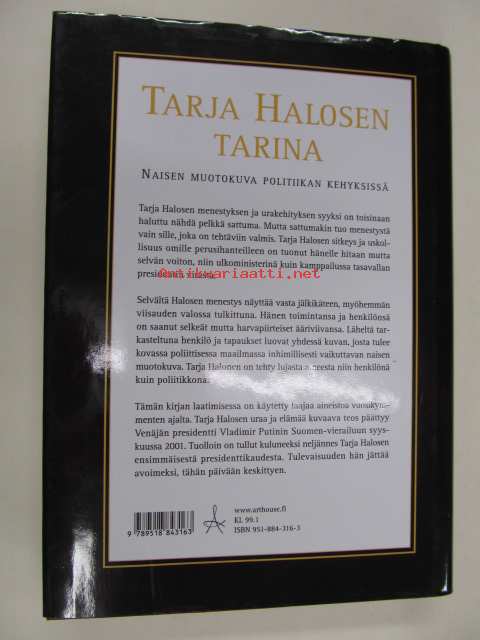 TARJA HALOSEN
TARINA
NAISEN MUOTOKUVA POLITIIKAN KEHYKSISSÄ
Tarja Halosen menestyksen ja urakehityksen syyksi on toisinaan
haluttu nähdä pelkkä sattuma. Mutta sattumakin tuo menestystä
vain sille, joka on tehtäviin valmis. Tarja Halosen sitkeys ja uskol-
lisuus omille perusihanteilleen on tuonut hänelle hitaan mutta
selvän voiton, niin ulkoministerinä kuin kamppailussa tasavallan
presidentin
antikvariaatti.net
Selvältä Halosen menestys näyttää vasta jälkikäteen, myöhemmän
viisauden valossa tulkittuna. Hänen toimintansa ja henkilönsä
on saanut selkeät mutta harvapiirteiset ääriviivansa. Läheltä tar-
kasteltuna henkilö ja tapaukset luovat yhdessä kuvan, josta tulee
kovassa poliittisessa maailmassa inhimillisesti vaikuttavan naisen
muotokuva. Tarja Halonen on tehty lujasta aineesta niin henkilönä
kuin poliitikkona.
Tämän kirjan laatimisessa on käytetty laajaa aineistoa vuosikym-
menten ajalta. Tarja Halosen uraa ja elämää kuvaava teos päättyy
Venäjän presidentti Vladimir Putinin Suomen-vierailuun syys-
kuussa 2001. Tuolloin on tullut kuluneeksi neljännes Tarja Halosen
ensimmäisestä presidenttikaudesta. Tulevaisuuden hän jättää
avoimeksi, tähän päivään keskittyen.
www.arthouse.fi
KL 99.1
ISBN 951-884-316-3
9 789518 843163